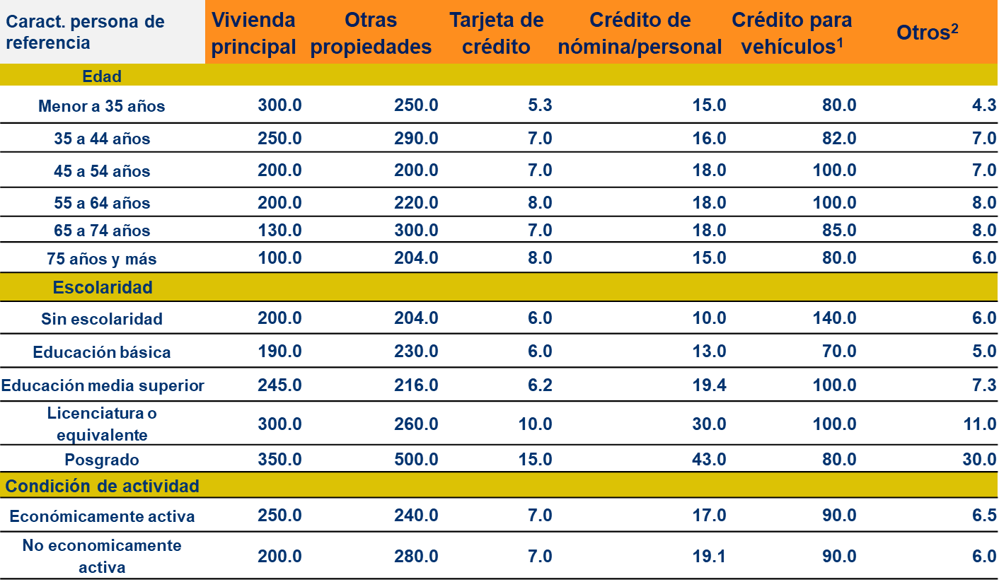 Caract. persona de referencia | Vivienda principal | Otras propiedades | Tarjeta de crédito | Crédito de nómina/personal | Crédito para vehículos¹ | Otros²
Edad
Menor a 35 años 300.0 250.0 5.3 15.0 80.0 4.3
35 a 44 años 250.0 290.0 7.0 16.0 82.0 7.0
45 a 54 años 200.0 200.0 7.0 18.0 100.0 7.0
55 a 64 años 200.0 220.0 8.0 18.0 100.0 8.0
65 a 74 años 130.0 300.0 7.0 18.0 85.0 8.0
75 años y más 100.0 204.0 8.0 15.0 80.0 6.0
Escolaridad
Sin escolaridad 200.0 204.0 6.0 10.0 140.0 6.0
Educación básica 190.0 230.0 6.0 13.0 70.0 5.0
Educación media superior 245.0 216.0 6.2 19.4 100.0 7.3
Licenciatura o equivalente 300.0 260.0 10.0 30.0 100.0 11.0
Posgrado 350.0 500.0 15.0 43.0 80.0 30.0
Condición de actividad
Económicamente activa 250.0 240.0 7.0 17.0 90.0 6.5
No economicamente activa 200.0 280.0 7.0 19.1 90.0 6.0